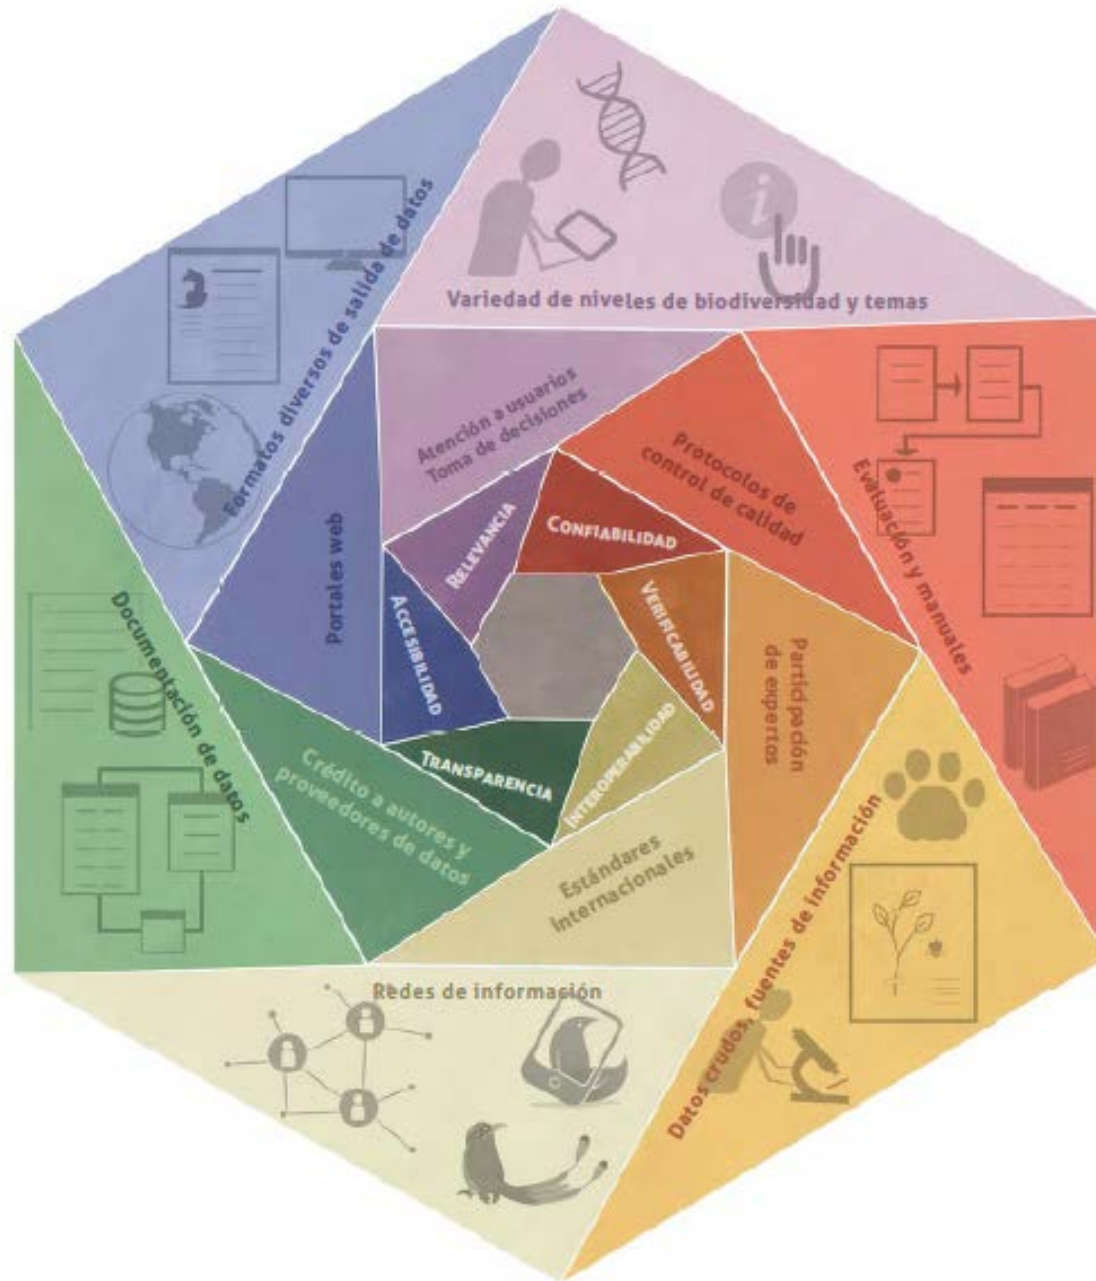 Formatos diversos de salida de datos
Variedad de niveles de biodiversidad y temas
Atención a usuarios
Toma de decisiones
Protocolos de
control de calidad
Evaluación y manuales
Portales web
RELEVANCIA
CONFIABILIDAD
ACCESIBILIDAD
VERIFICABILIDAD
Participación
de expertos
Documentación de datos
TRANSPARENCIA
INTEROPERABILIDAD
Crédito a autores y
proveedores de datos
Estándares
internacionales
Datos crudos, fuentes de información
Redes de información
i